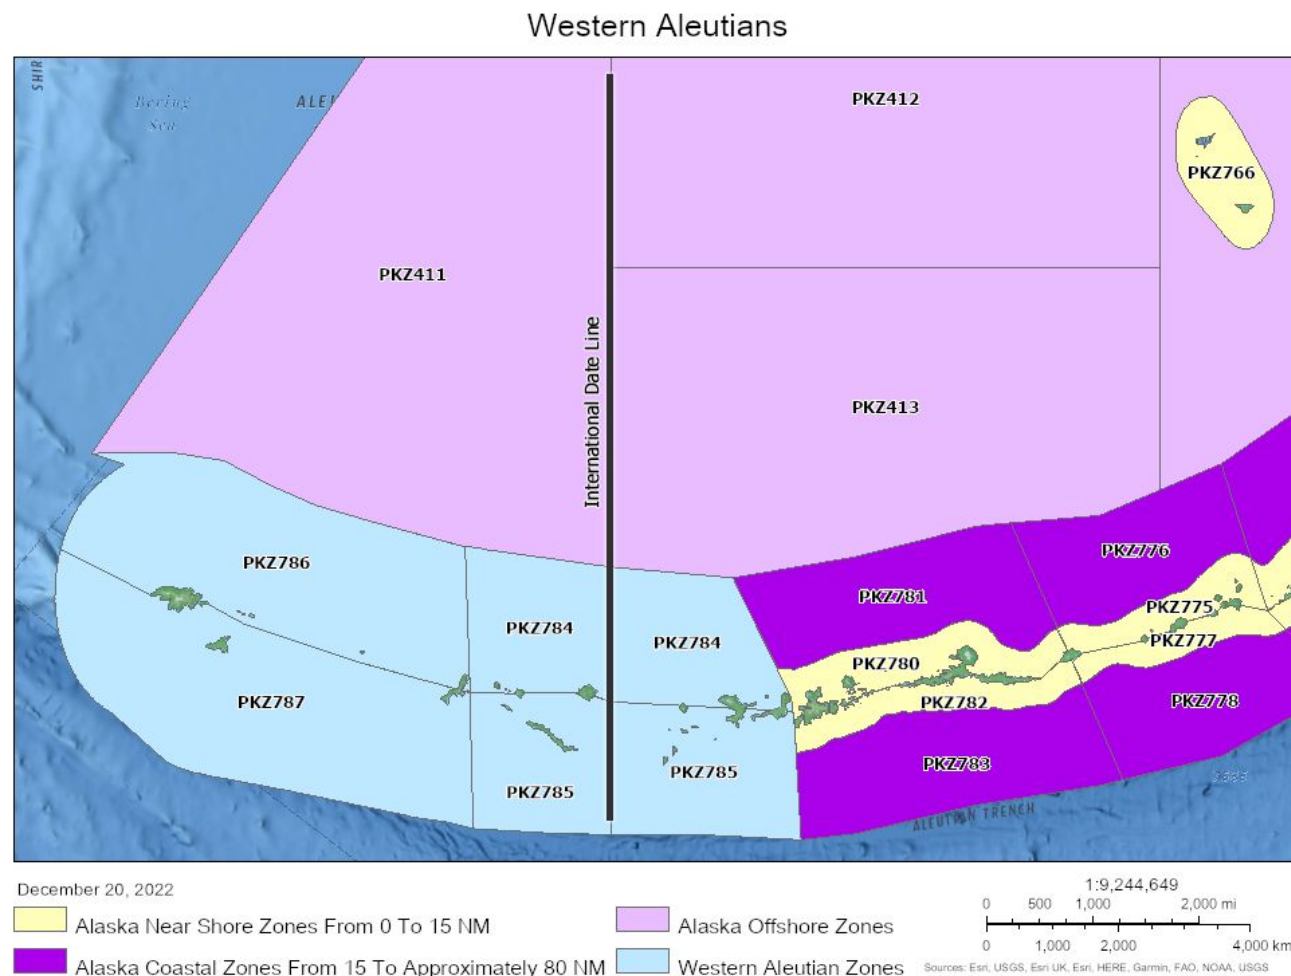 Western Aleutians
SHIR
Bering
Sea
ALEU
PKZ412
PKZ766
PKZ411
International Date Line
PKZ413
PKZ786
PKZ776
PKZ781
PKZ775
PKZ784
PKZ784
PKZ777
PKZ780
PKZ787
PKZ782
PKZ778
PKZ783
PKZ785
PKZ785
ALEUTIAN TRENCH
December 20, 2022
1:9,244,649
0 500 1,000 2,000 mi
0 1,000 2,000 4,000 km
Alaska Near Shore Zones From 0 To 15 NM
Alaska Offshore Zones
Alaska Coastal Zones From 15 To Approximately 80 NM
Western Aleutian Zones
Sources: Esri, USGS, Esri UK, Esri, HERE, Garmin, FAO, NOAA, USGS